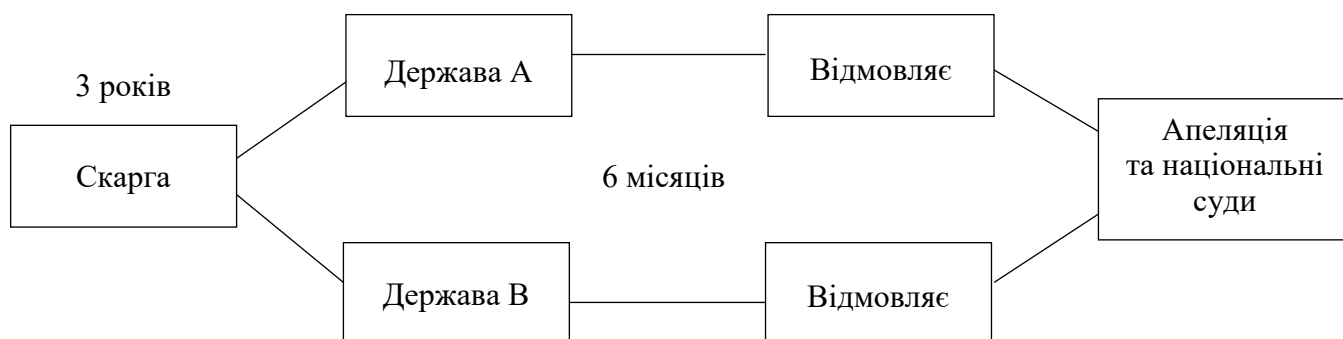 3 років
Скарга
Держава А
Відмовляє
6 місяців
Держава В
Відмовляє
Апеляція
та національні
суди